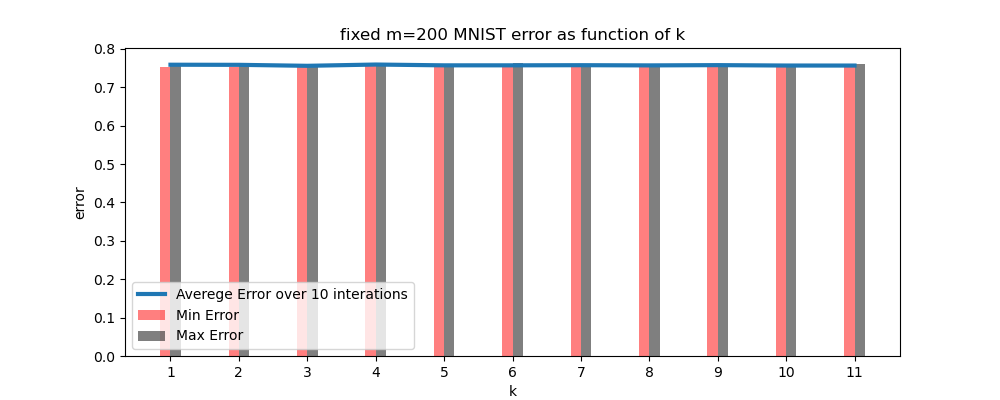 fixed m=200 MNIST error as function of k
error
0.8
0.7
0.6
0.5
0.4
0.3
0.2
0.1
0.0
Averege Error over 10 interations
Min Error
Max Error
1 2 3 4 5 6 7 8 9 10 11
k